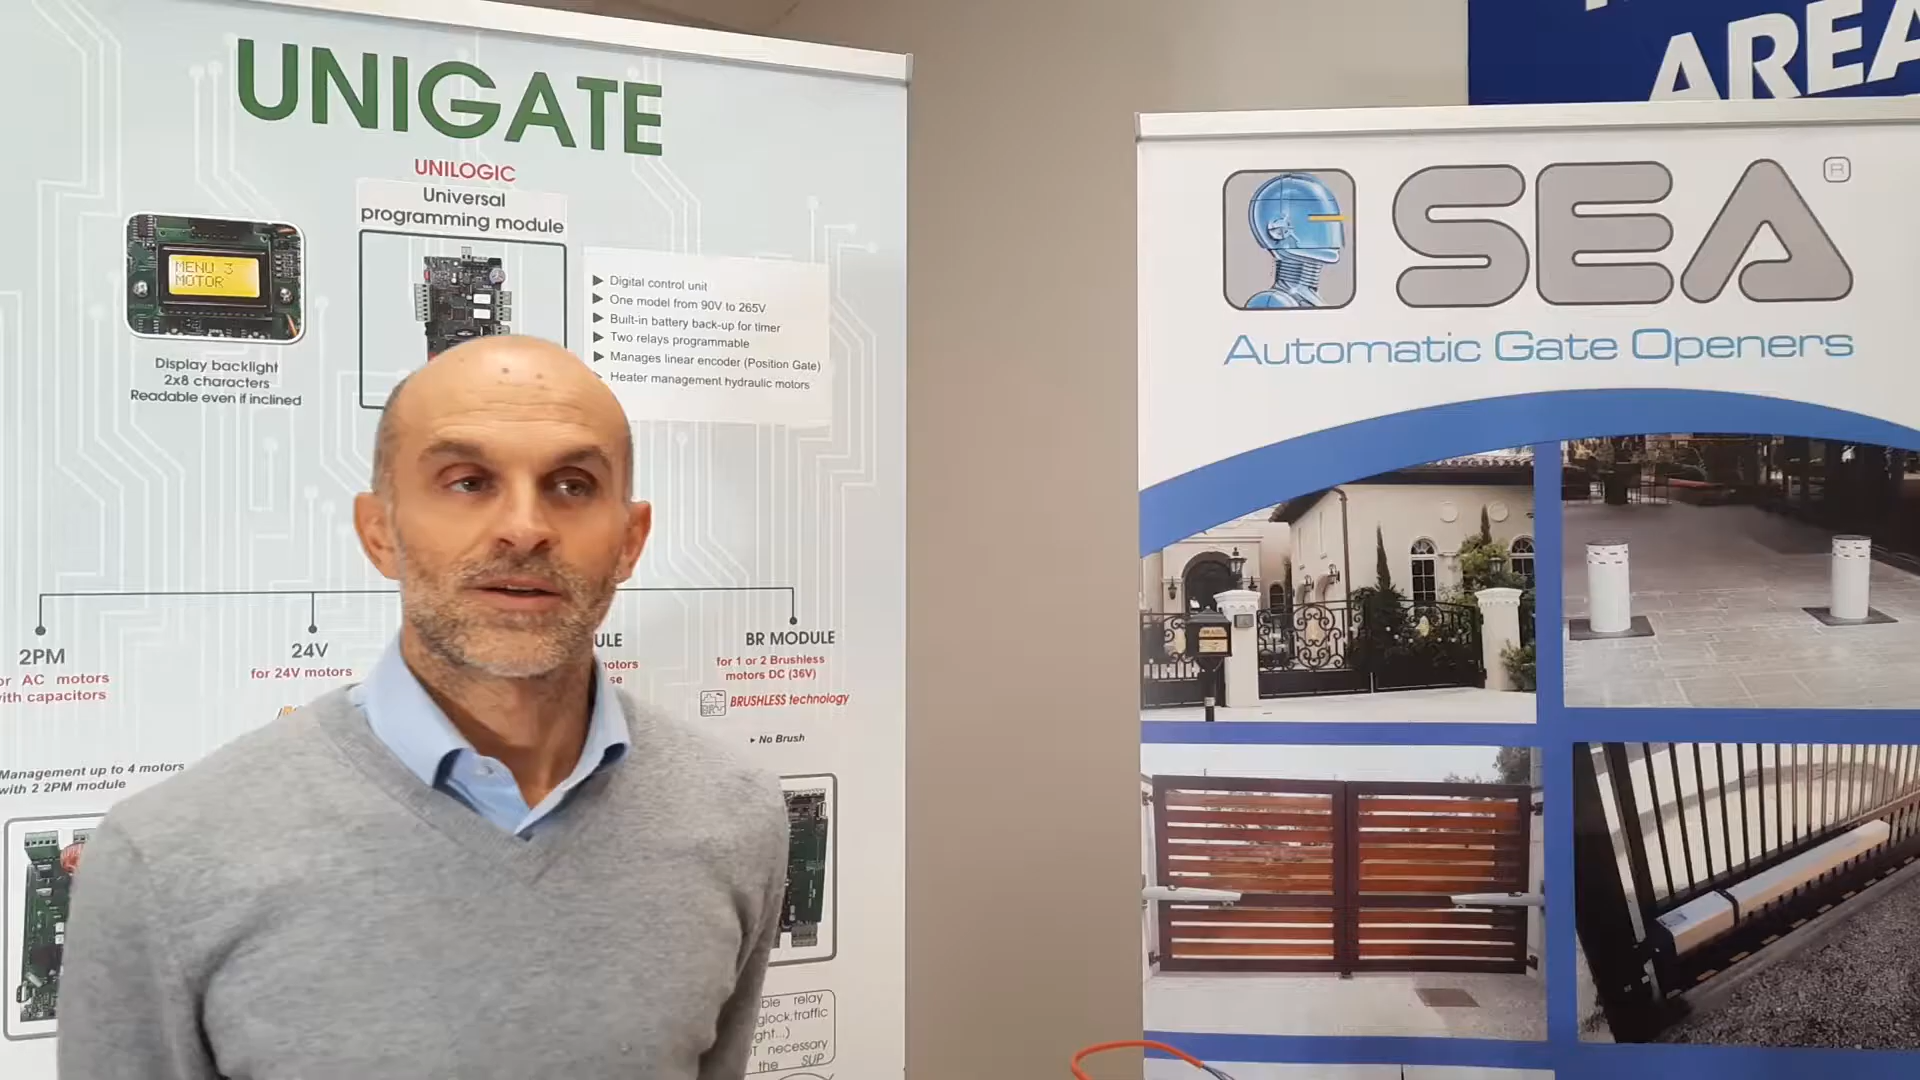 UNIGATE
UNILOGIC
Universal
programming module
MENU 3
MOTOR
Display backlight
2x8 characters
Readable even if inclined
▶ Digital control unit
▶ One model from 90V to 265V
▶ Built-in battery back-up for timer
▶ Two relays programmable
▶ Manages linear encoder (Position Gate)
Heater management hydraulic motors
2PM
AC motors
with capacitors
24V
for 24V motors
BR MODULE
for 1 or 2 Brushless
motors DC (36V)
BR
BRUSHLESS technology
▸ No Brush
Management up to 4 motors
with 2 2PM module
relay
traffic
necessary
the SUP
AREA
SEA
®
Automatic Gate Openers